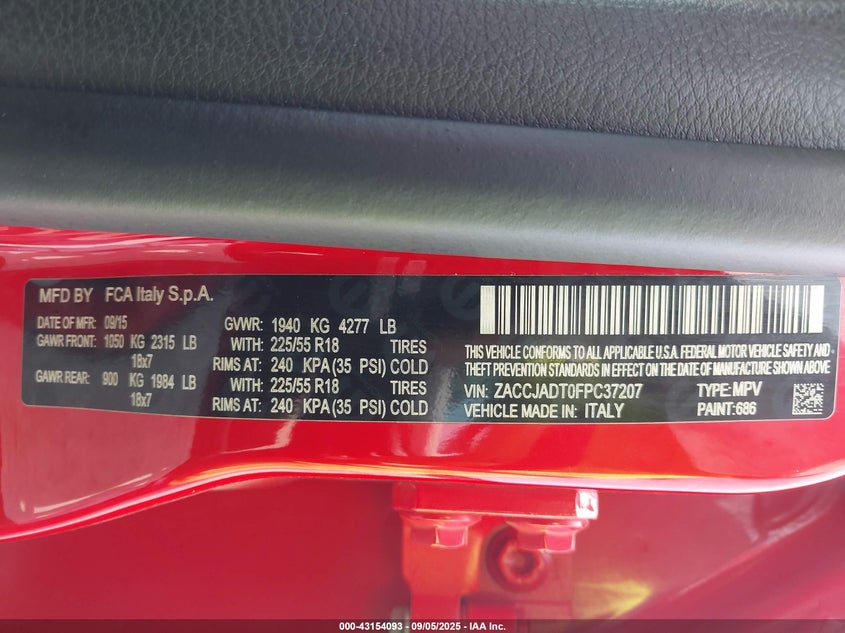 MFD BY FCA Italy S.p.A.
DATE OF MFR: 09/15 GVWR: 1940 KG 4277 LB
GAWR FRONT: 1050 KG 2315 LB WITH: 225/55 R18 TIRES
18x7 RIMS AT: 240 KPA(35 PSI) COLD
GAWR REAR: 900 KG 1984 LB WITH: 225/55 R18 TIRES
18x7 RIMS AT: 240 KPA(35 PSI) COLD
THIS VEHICLE CONFORMS TO ALL APPLICABLE U.S.A. FEDERAL MOTOR VEHICLE SAFETY AND
THEFT PREVENTION STANDARDS IN EFFECT ON THE DATE OF MANUFACTURE SHOWN ABOVE.
VIN: ZACCJADT0FPC37207 TYPE: MPV
VEHICLE MADE IN: ITALY PAINT: 686
000-43154093 - 09/05/2025 - IAA Inc.